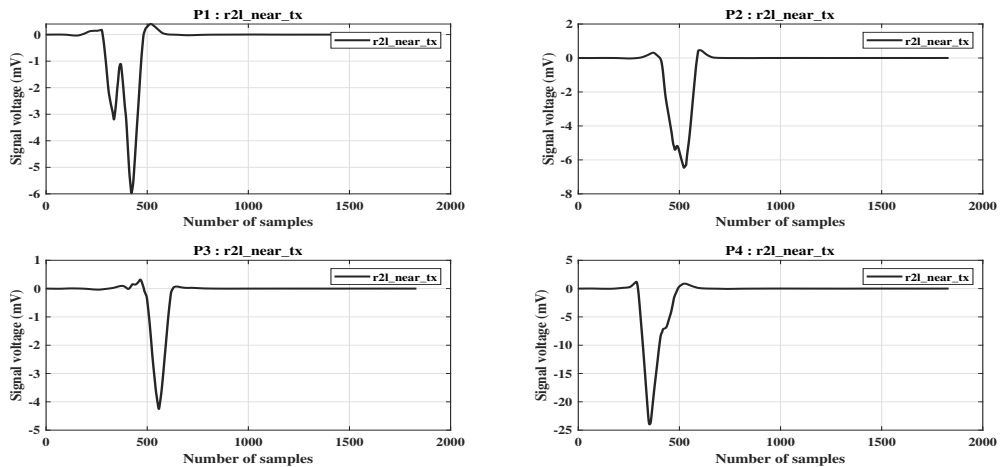 P1 : r2l_near_tx
Signal voltage (mV)
0
-1
-2
-3
-4
-5
-6
r2l_near_tx
0 500 1000 1500 2000
Number of samples
P2 : r2l_near_tx
Signal voltage (mV)
2
0
-2
-4
-6
-8
r2l_near_tx
0 500 1000 1500 2000
Number of samples
P3 : r2l_near_tx
Signal voltage (mV)
1
0
-1
-2
-3
-4
-5
r2l_near_tx
0 500 1000 1500 2000
Number of samples
P4 : r2l_near_tx
Signal voltage (mV)
5
0
-5
-10
-15
-20
-25
r2l_near_tx
0 500 1000 1500 2000
Number of samples